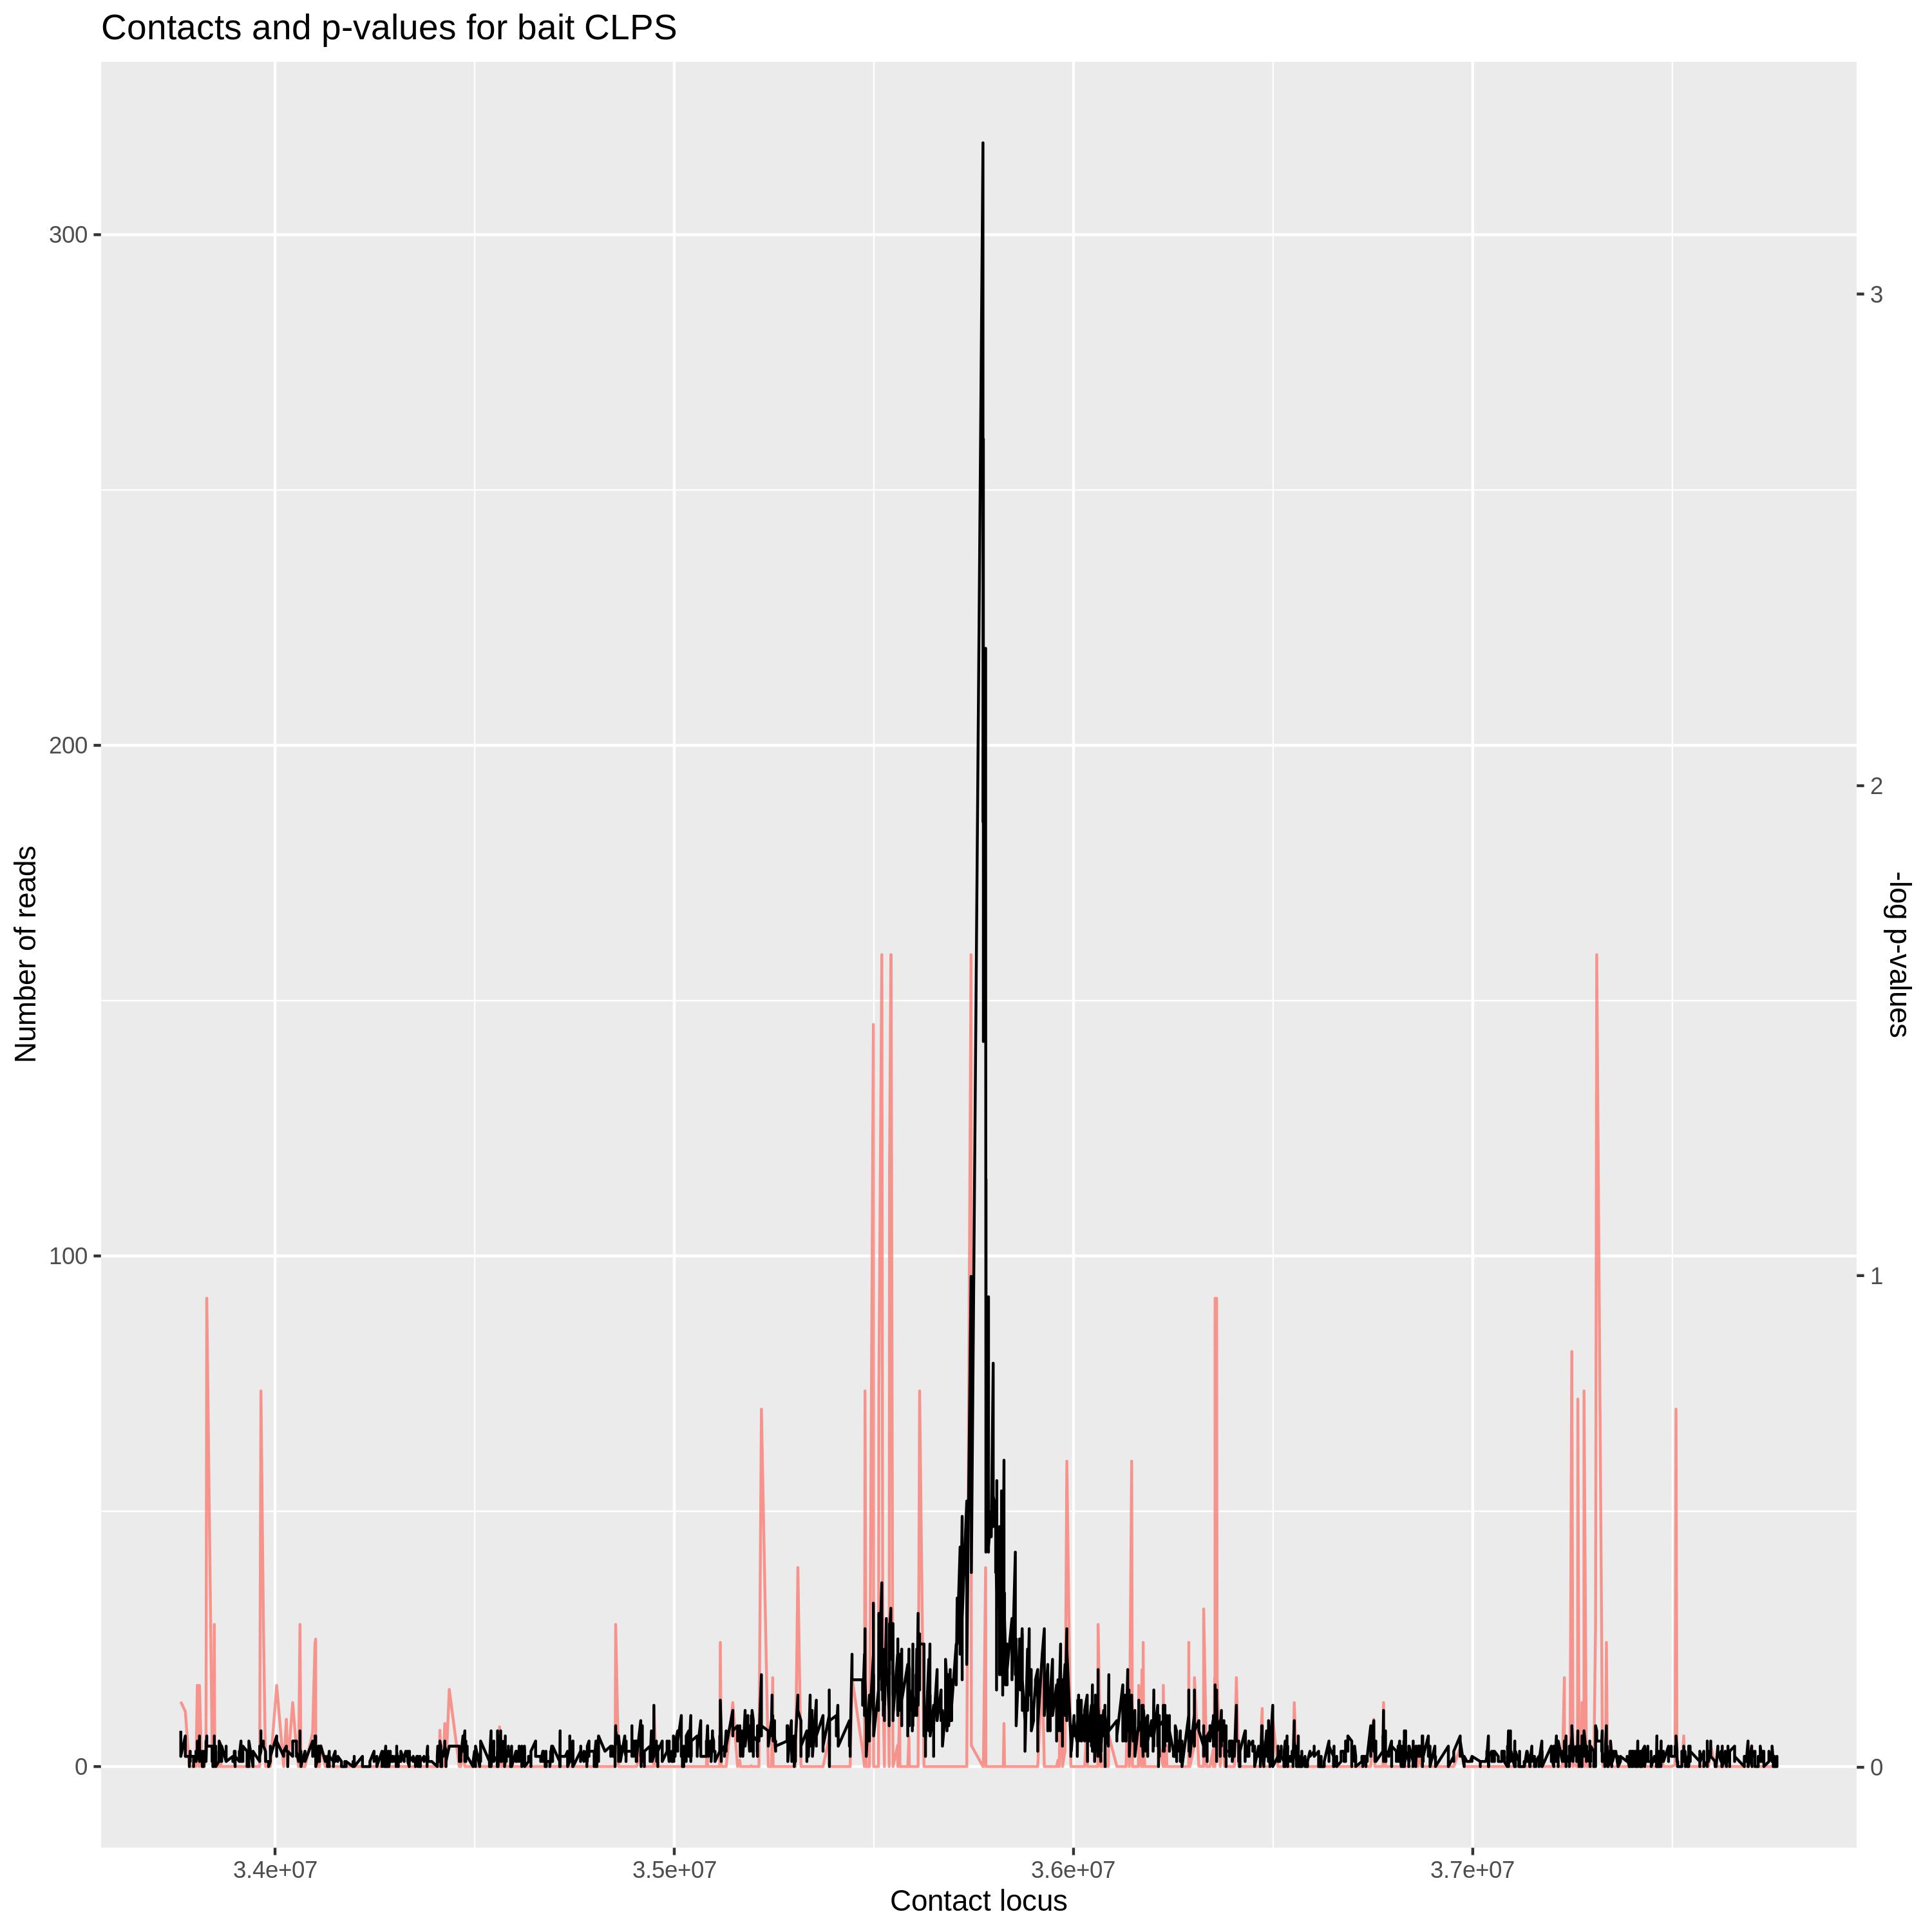 Contacts and p-values for bait CLPS
300
200
100
0
Number of reads
3
2
1
0
-log p-values
3.4e+07
3.5e+07
3.6e+07
3.7e+07
Contact locus